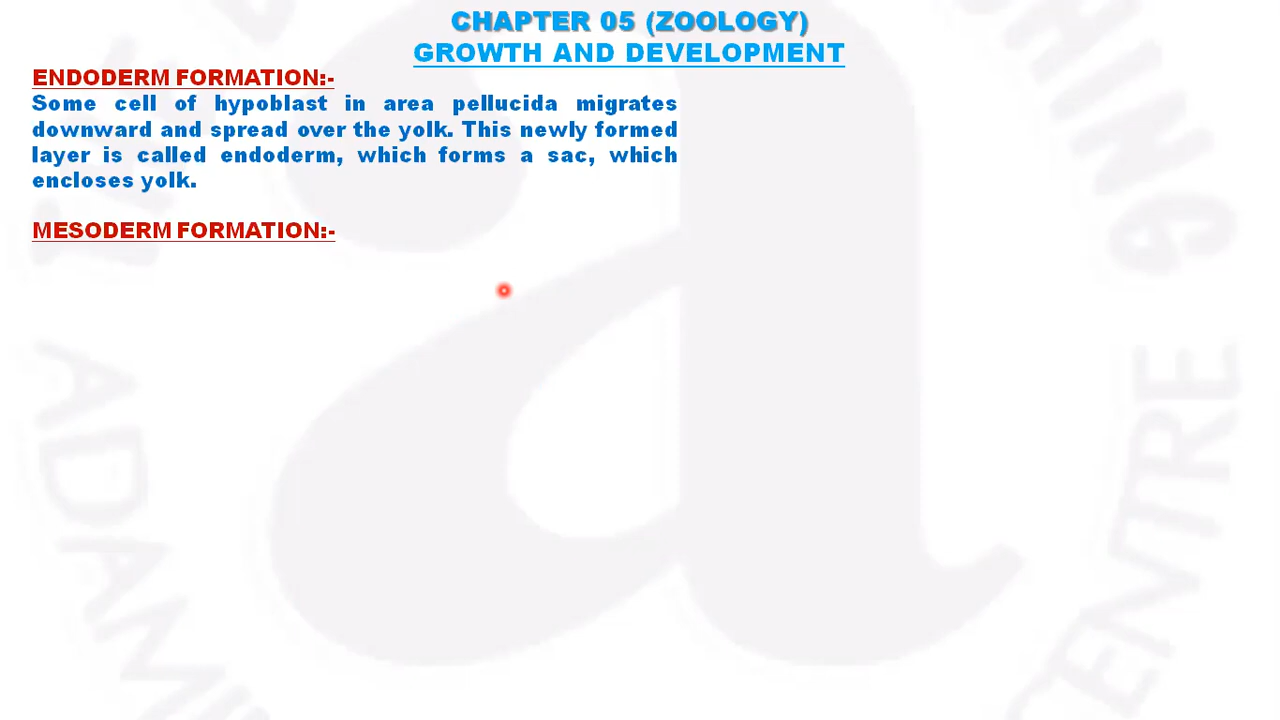 CHAPTER 05 (ZOOLOGY)
GROWTH AND DEVELOPMENT
ENDODERM FORMATION:-
Some cell of hypoblast in area pellucida migrates
downward and spread over the yolk. This newly formed
layer is called endoderm, which forms a sac, which
encloses yolk.
MESODERM FORMATION:-